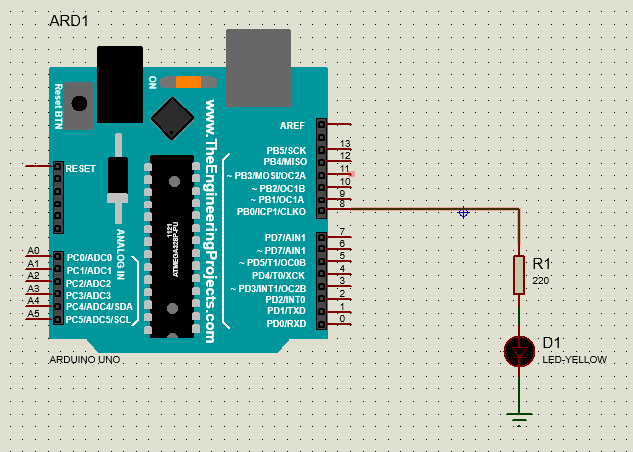 ARD1
ON
Reset BTN
www.TheEngineeringProjects.com
1121
ATMEGA328P-PU
ANALOG IN
RESET
A0 PC0/ADC0
A1 PC1/ADC1
A2 PC2/ADC2
A3 PC3/ADC3
A4 PC4/ADC4/SDA
A5 PC5/ADC5/SCL
AREF
PB5/SCK 13
PB4/MISO 12
~ PB3/MOSI/OC2A 11
~ PB2/OC1B 10
~ PB1/OC1A 9
PB0/ICP1/CLKO 8
PD7/AIN1 7
~ PD7/AIN1 6
~ PD5/T1/OC0B 5
PD4/T0/XCK 4
~ PD3/INT1/OC2B 3
PD2/INT0 2
PD1/TXD 1
PD0/RXD 0
ARDUINO UNO
R1
220
D1
LED-YELLOW